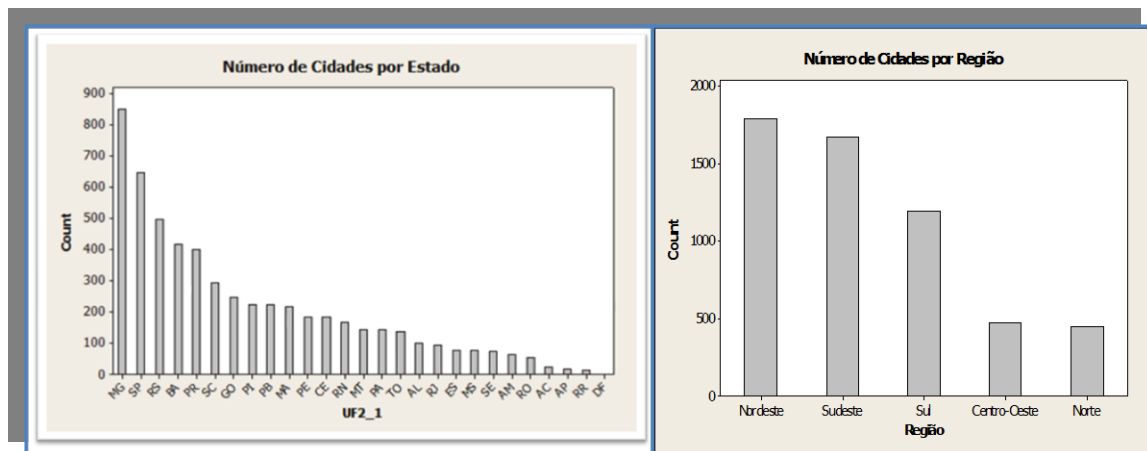 Número de Cidades por Estado
900
800
700
600
500
400
300
200
100
0
Count
MG SP RS BA PR SC GO PI PB MA PE CE RN MT PA TO AL RJ ES MS SE AM RO AC AP RR DF
UF2_1
Número de Cidades por Região
2000
1500
1000
500
0
Count
Nordeste Sudeste Sul Centro-Oeste Norte
Região